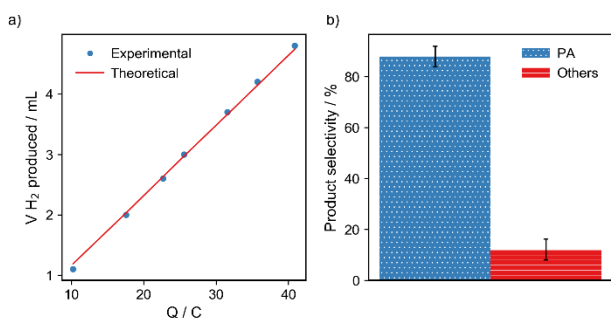 a)
V H₂ produced / mL
4
3
2
1
Experimental
Theoretical
10
20
30
40
Q / C
b)
Product selectivity / %
80
60
40
20
0
PA
Others